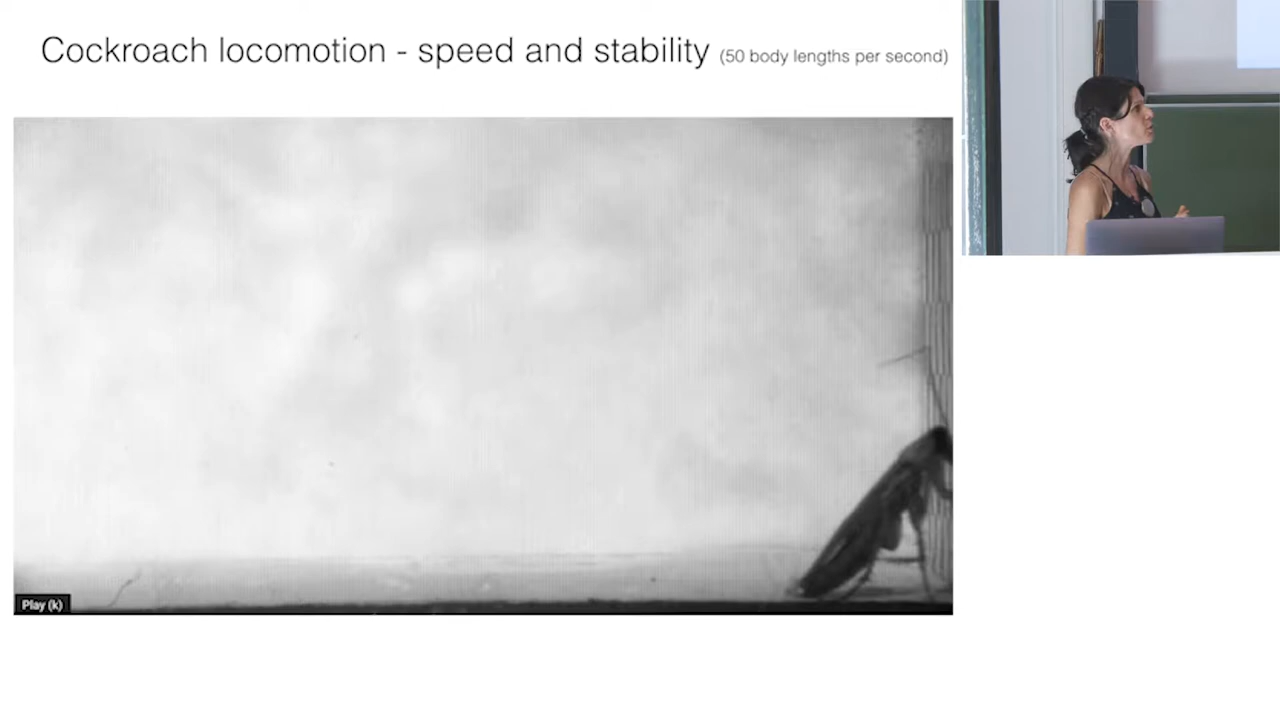 Cockroach locomotion - speed and stability (50 body lengths per second)
Play (k)